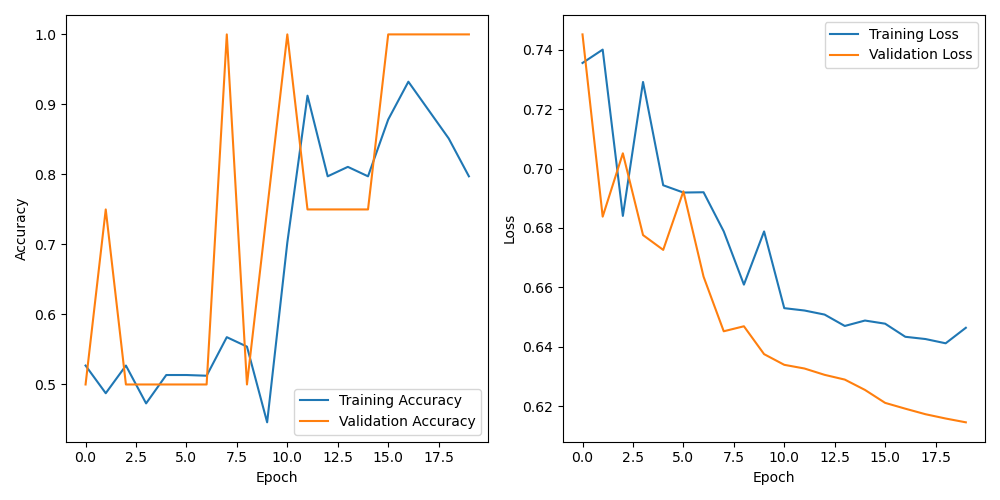 1.0
0.9
0.8
0.7
0.6
0.5
Accuracy
0.0 2.5 5.0 7.5 10.0 12.5 15.0 17.5
Epoch
Training Accuracy
Validation Accuracy
0.74
0.72
0.70
0.68
0.66
0.64
0.62
Loss
0.0 2.5 5.0 7.5 10.0 12.5 15.0 17.5
Epoch
Training Loss
Validation Loss